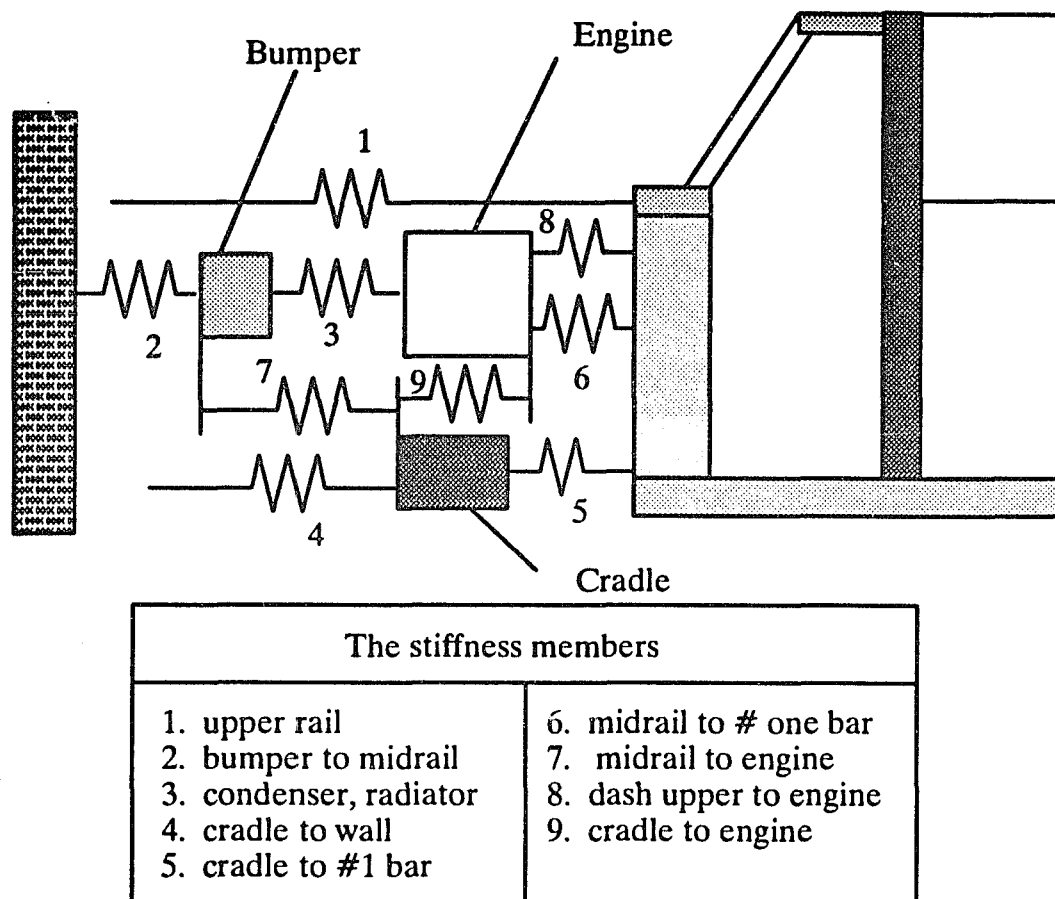 Engine
Bumper
1
8
2
3
6
7
9
4
5
Cradle
The stiffness members
1. upper rail
2. bumper to midrail
3. condenser, radiator
4. cradle to wall
5. cradle to #1 bar
6. midrail to # one bar
7. midrail to engine
8. dash upper to engine
9. cradle to engine